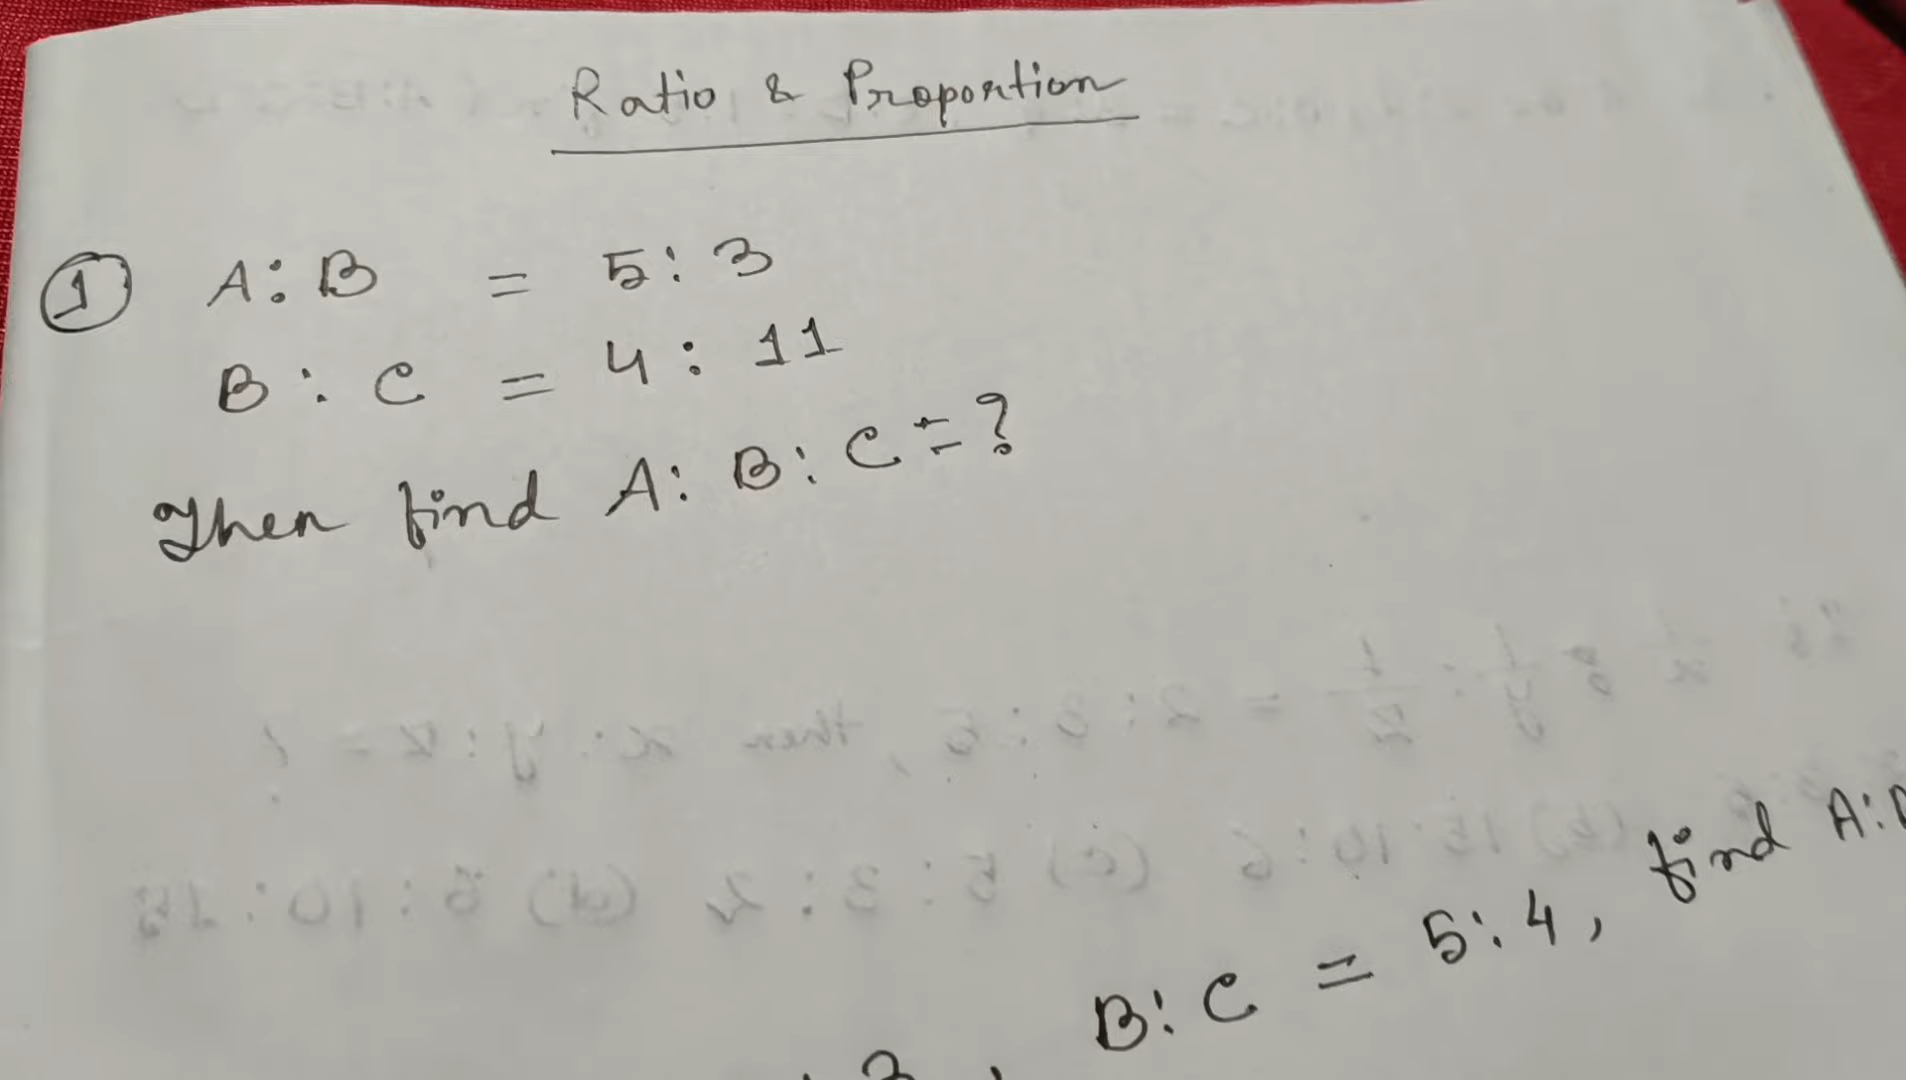 Ratio & Proportion
① A:B = 5:3
B:C = 4:11
Then find A:B:C=?
B:C = 5:4, find A: